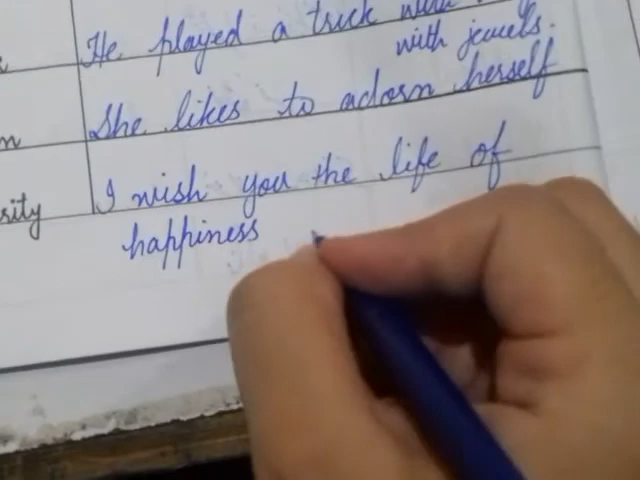 He played a trick
with jewels.
She likes to adorn herself
I wish you the life of
sity
happiness